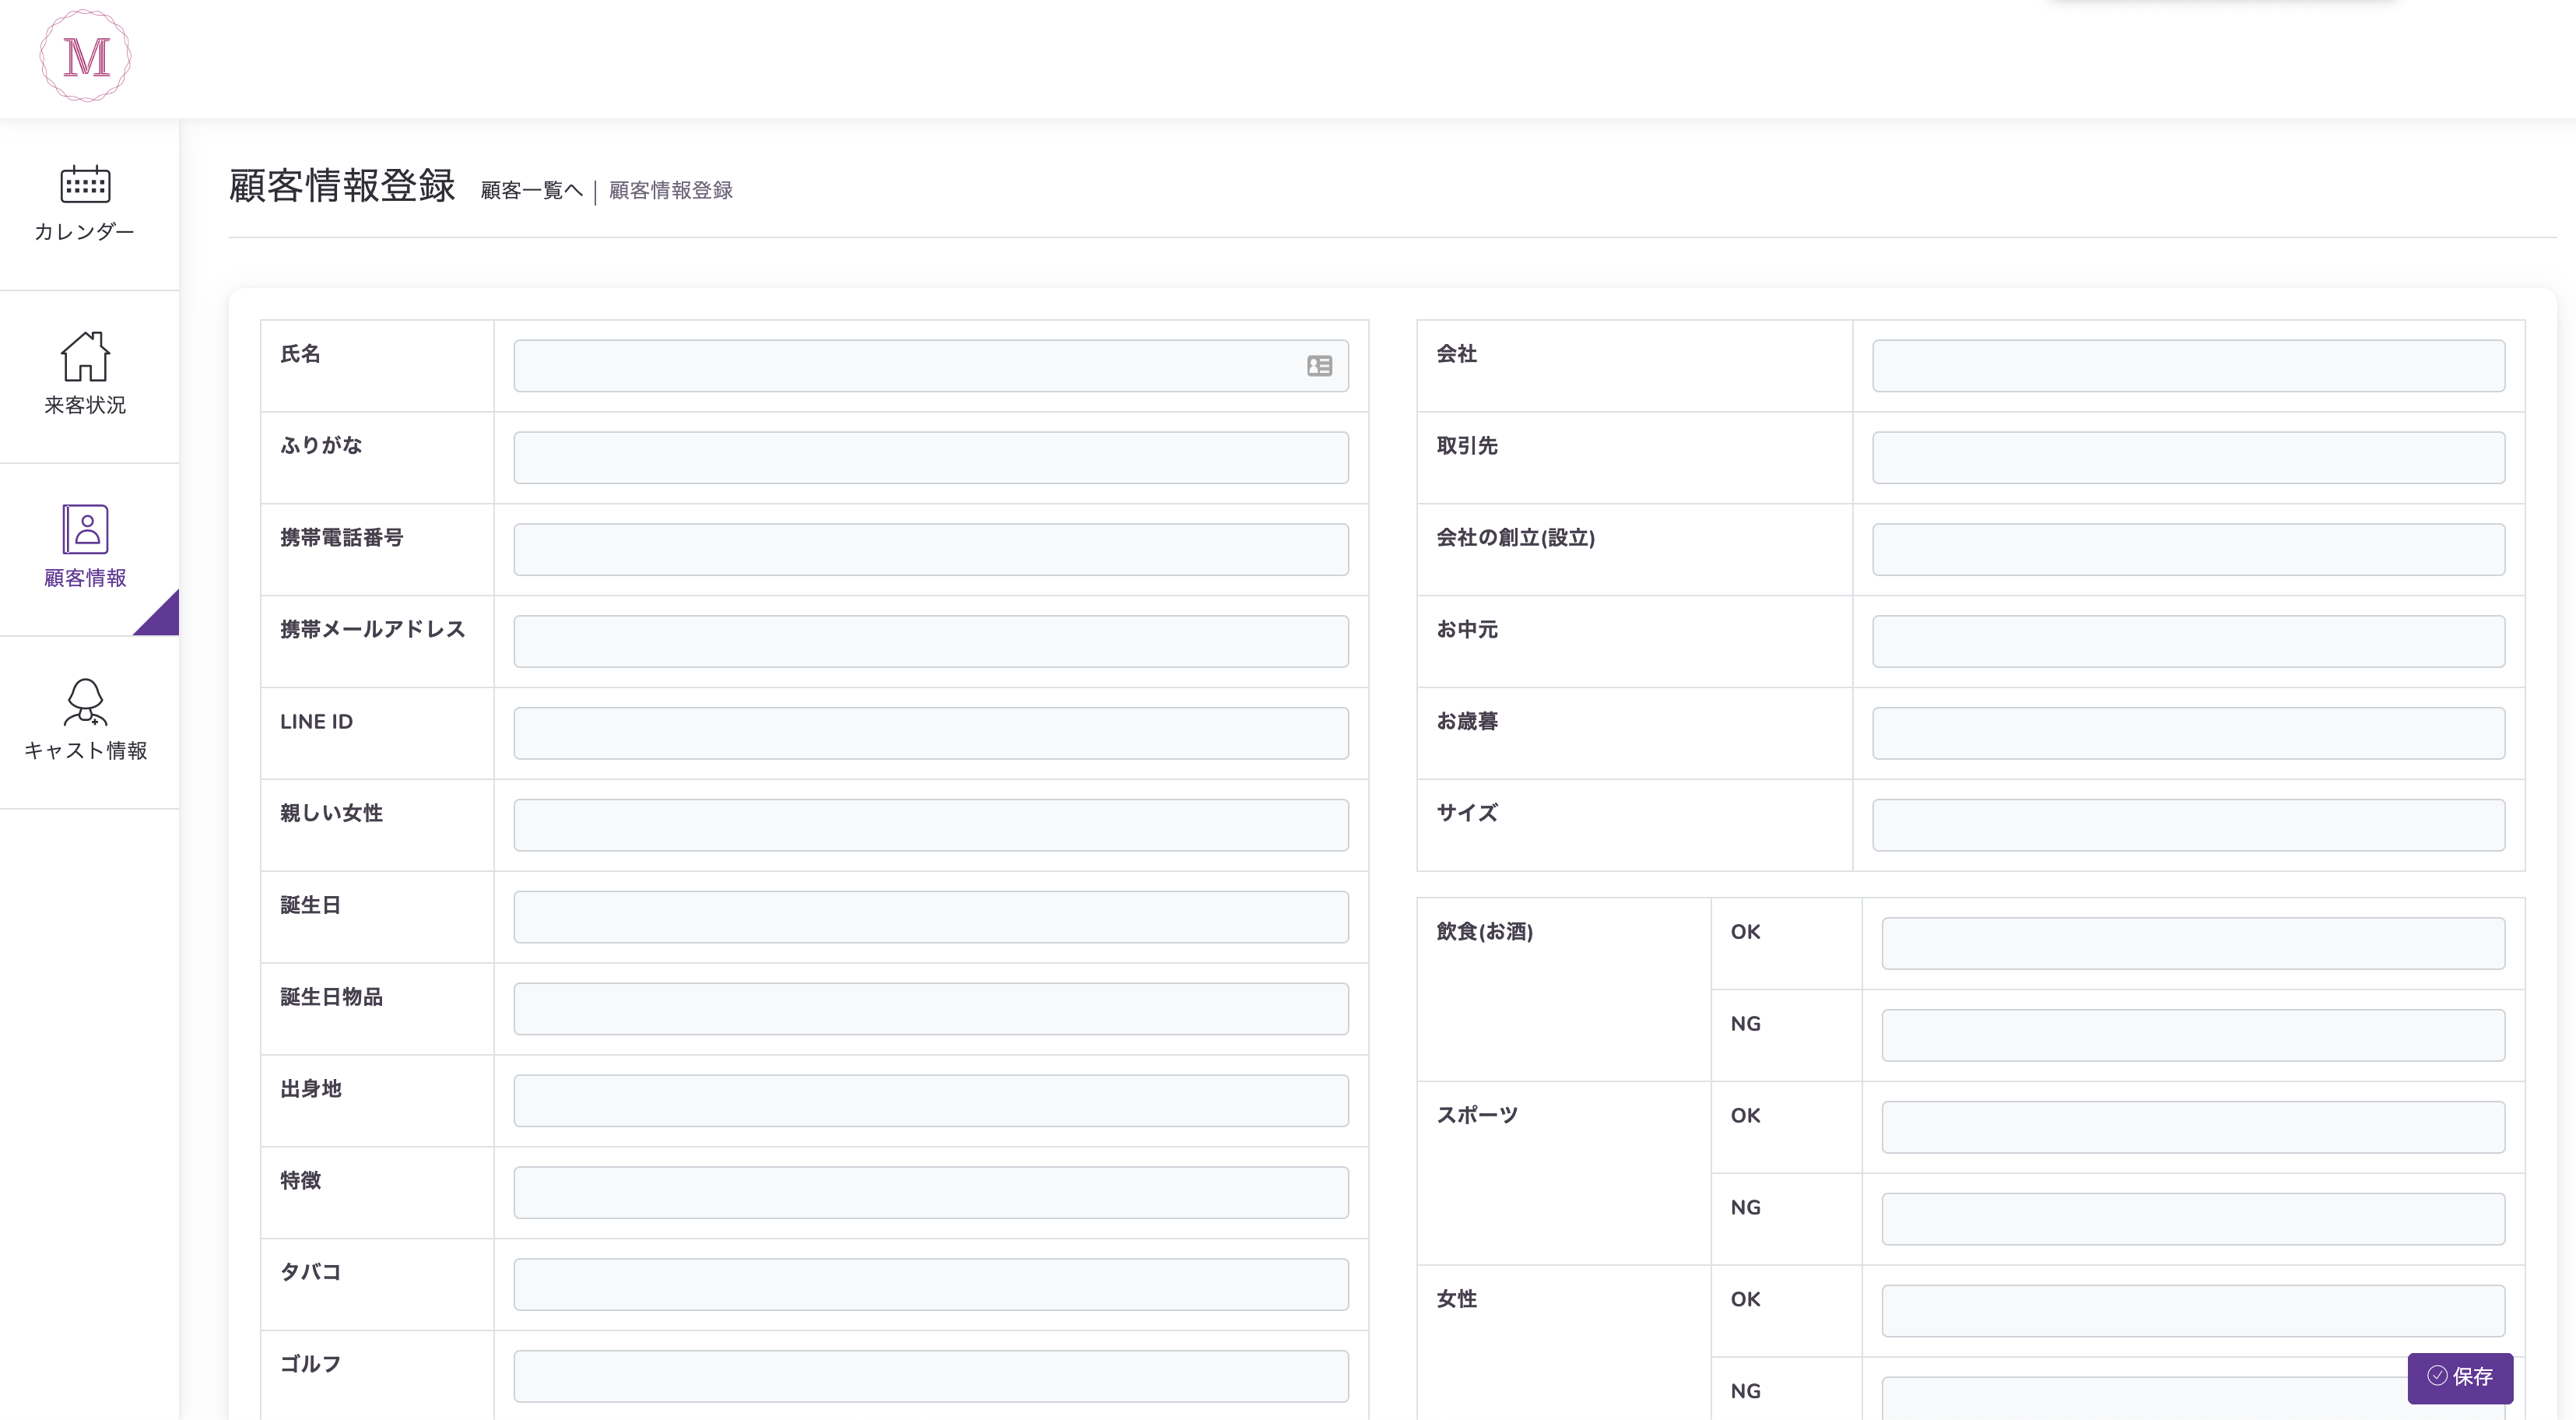 M
カレンダー
来客状況
顧客情報
キャスト情報
顧客情報登録 顧客一覧へ | 顧客情報登録
氏名
ふりがな
携帯電話番号
携帯メールアドレス
LINE ID
親しい女性
誕生日
誕生日物品
出身地
特徴
タバコ
ゴルフ
会社
取引先
会社の創立(設立)
お中元
お歳暮
サイズ
飲食(お酒) OK
NG
スポーツ OK
NG
女性 OK
NG
保存